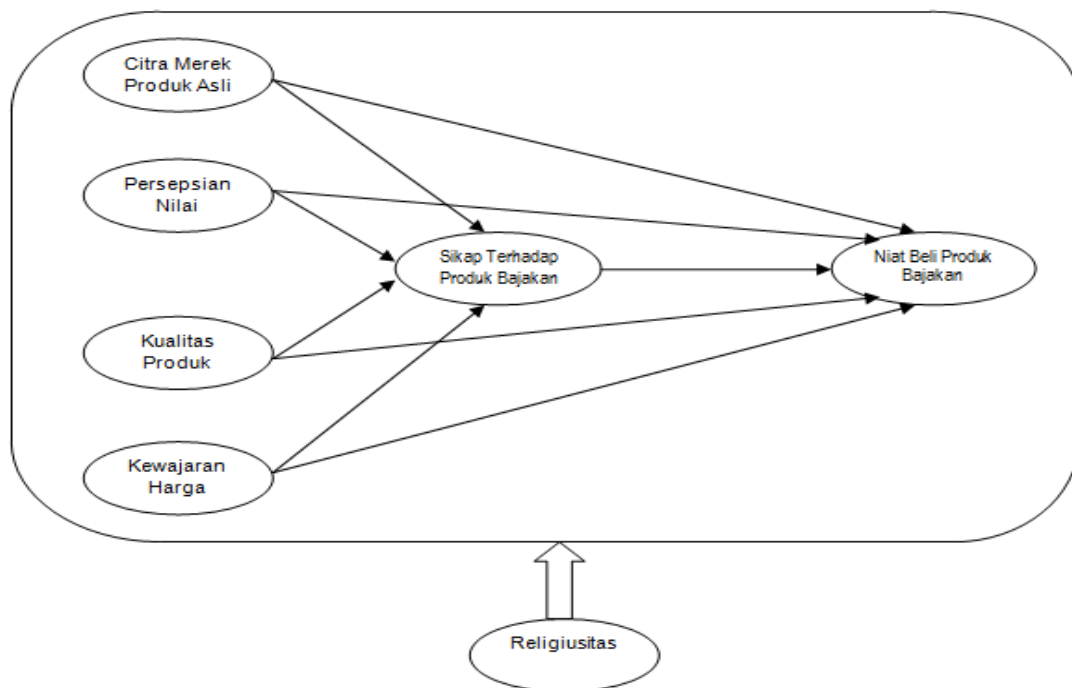 Citra Merek
Produk Asli
Persepsian
Nilai
Sikap Terhadap
Produk Bajakan
Niat Beli Produk
Bajakan
Kualitas
Produk
Kewajaran
Harga
Religiusitas